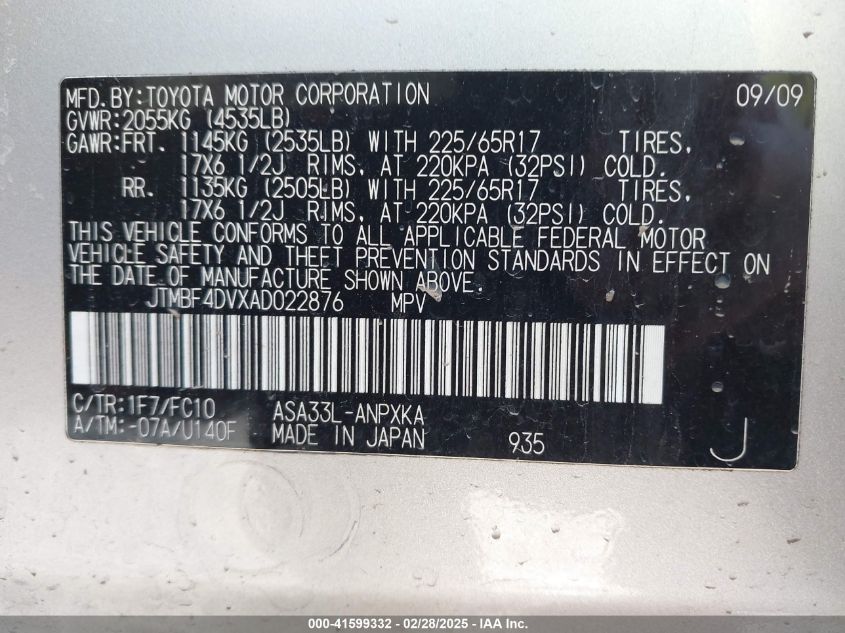 MFD.BY:TOYOTA MOTOR CORPORATION 09/09
GVWR:2055KG (4535LB)
GAWR:FRT. 1145KG (2535LB) WITH 225/65R17 TIRES,
17X6 1/2J RIMS, AT 220KPA (32PSI) COLD.
RR. 1135KG (2505LB) WITH 225/65R17 TIRES,
17X6 1/2J RIMS, AT 220KPA (32PSI) COLD.
THIS VEHICLE CONFORMS TO ALL APPLICABLE FEDERAL MOTOR
VEHICLE SAFETY AND THEFT PREVENTION STANDARDS IN EFFECT ON
THE DATE OF MANUFACTURE SHOWN ABOVE.
JTMBF4DVXAD022876 MPV
C/TR:1F7/FC10 ASA33L-ANPXKA
A/TM:-07A/U140F MADE IN JAPAN 935 J
000-41599332 / 02/28/2025 - IAA Inc.